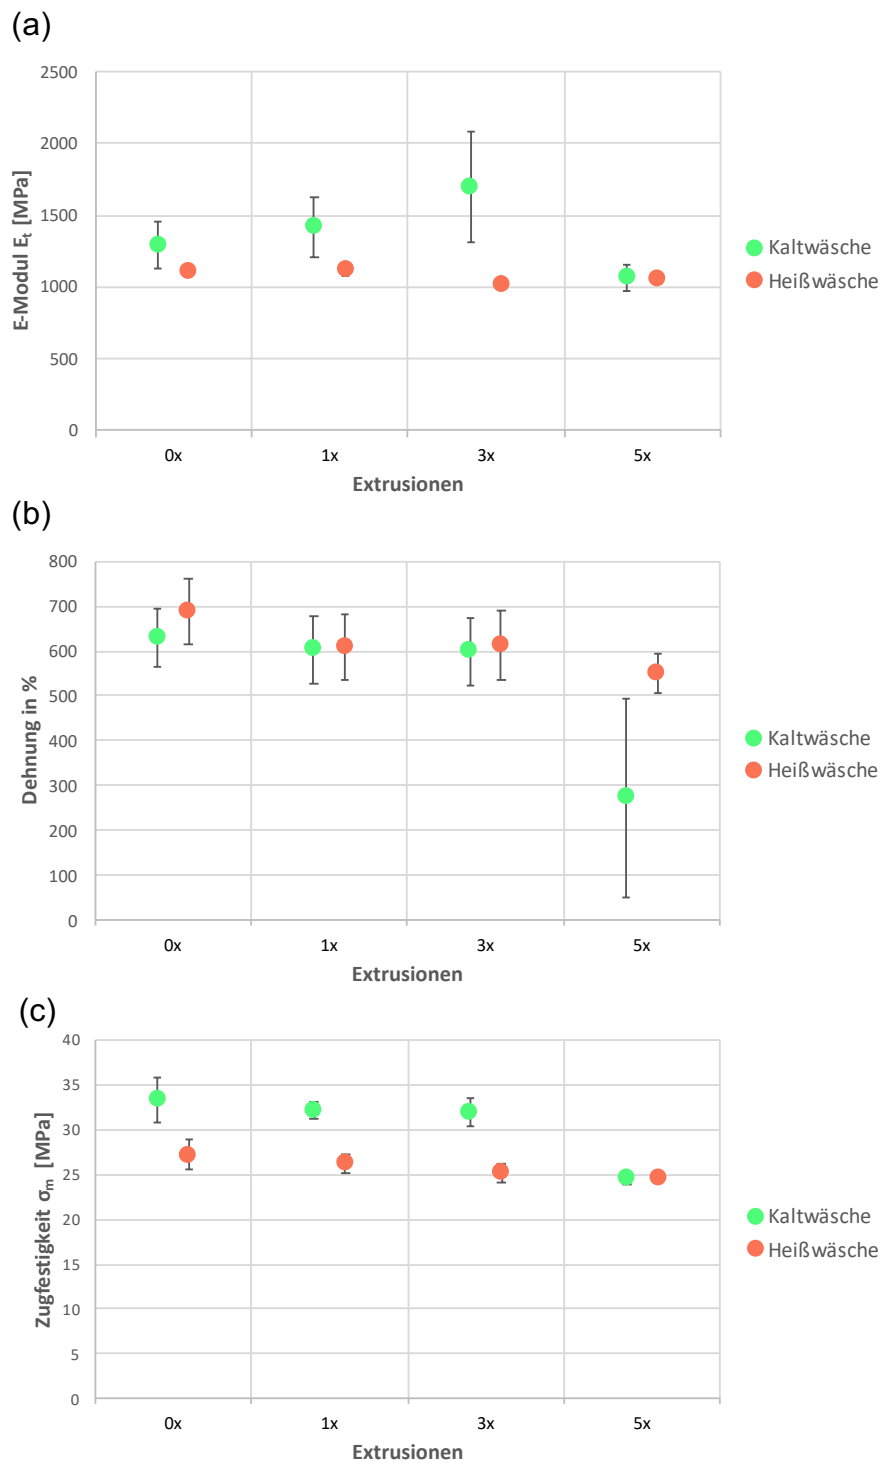 (a)
2500
2000
1500
1000
500
0
E-Modul Et [MPa]
0x 1x 3x 5x
Extrusionen
Kaltwäsche
Heißwäsche
(b)
800
700
600
500
400
300
200
100
0
Dehnung in %
0x 1x 3x 5x
Extrusionen
Kaltwäsche
Heißwäsche
(c)
40
35
30
25
20
15
10
5
0
Zugfestigkeit σm [MPa]
0x 1x 3x 5x
Extrusionen
Kaltwäsche
Heißwäsche